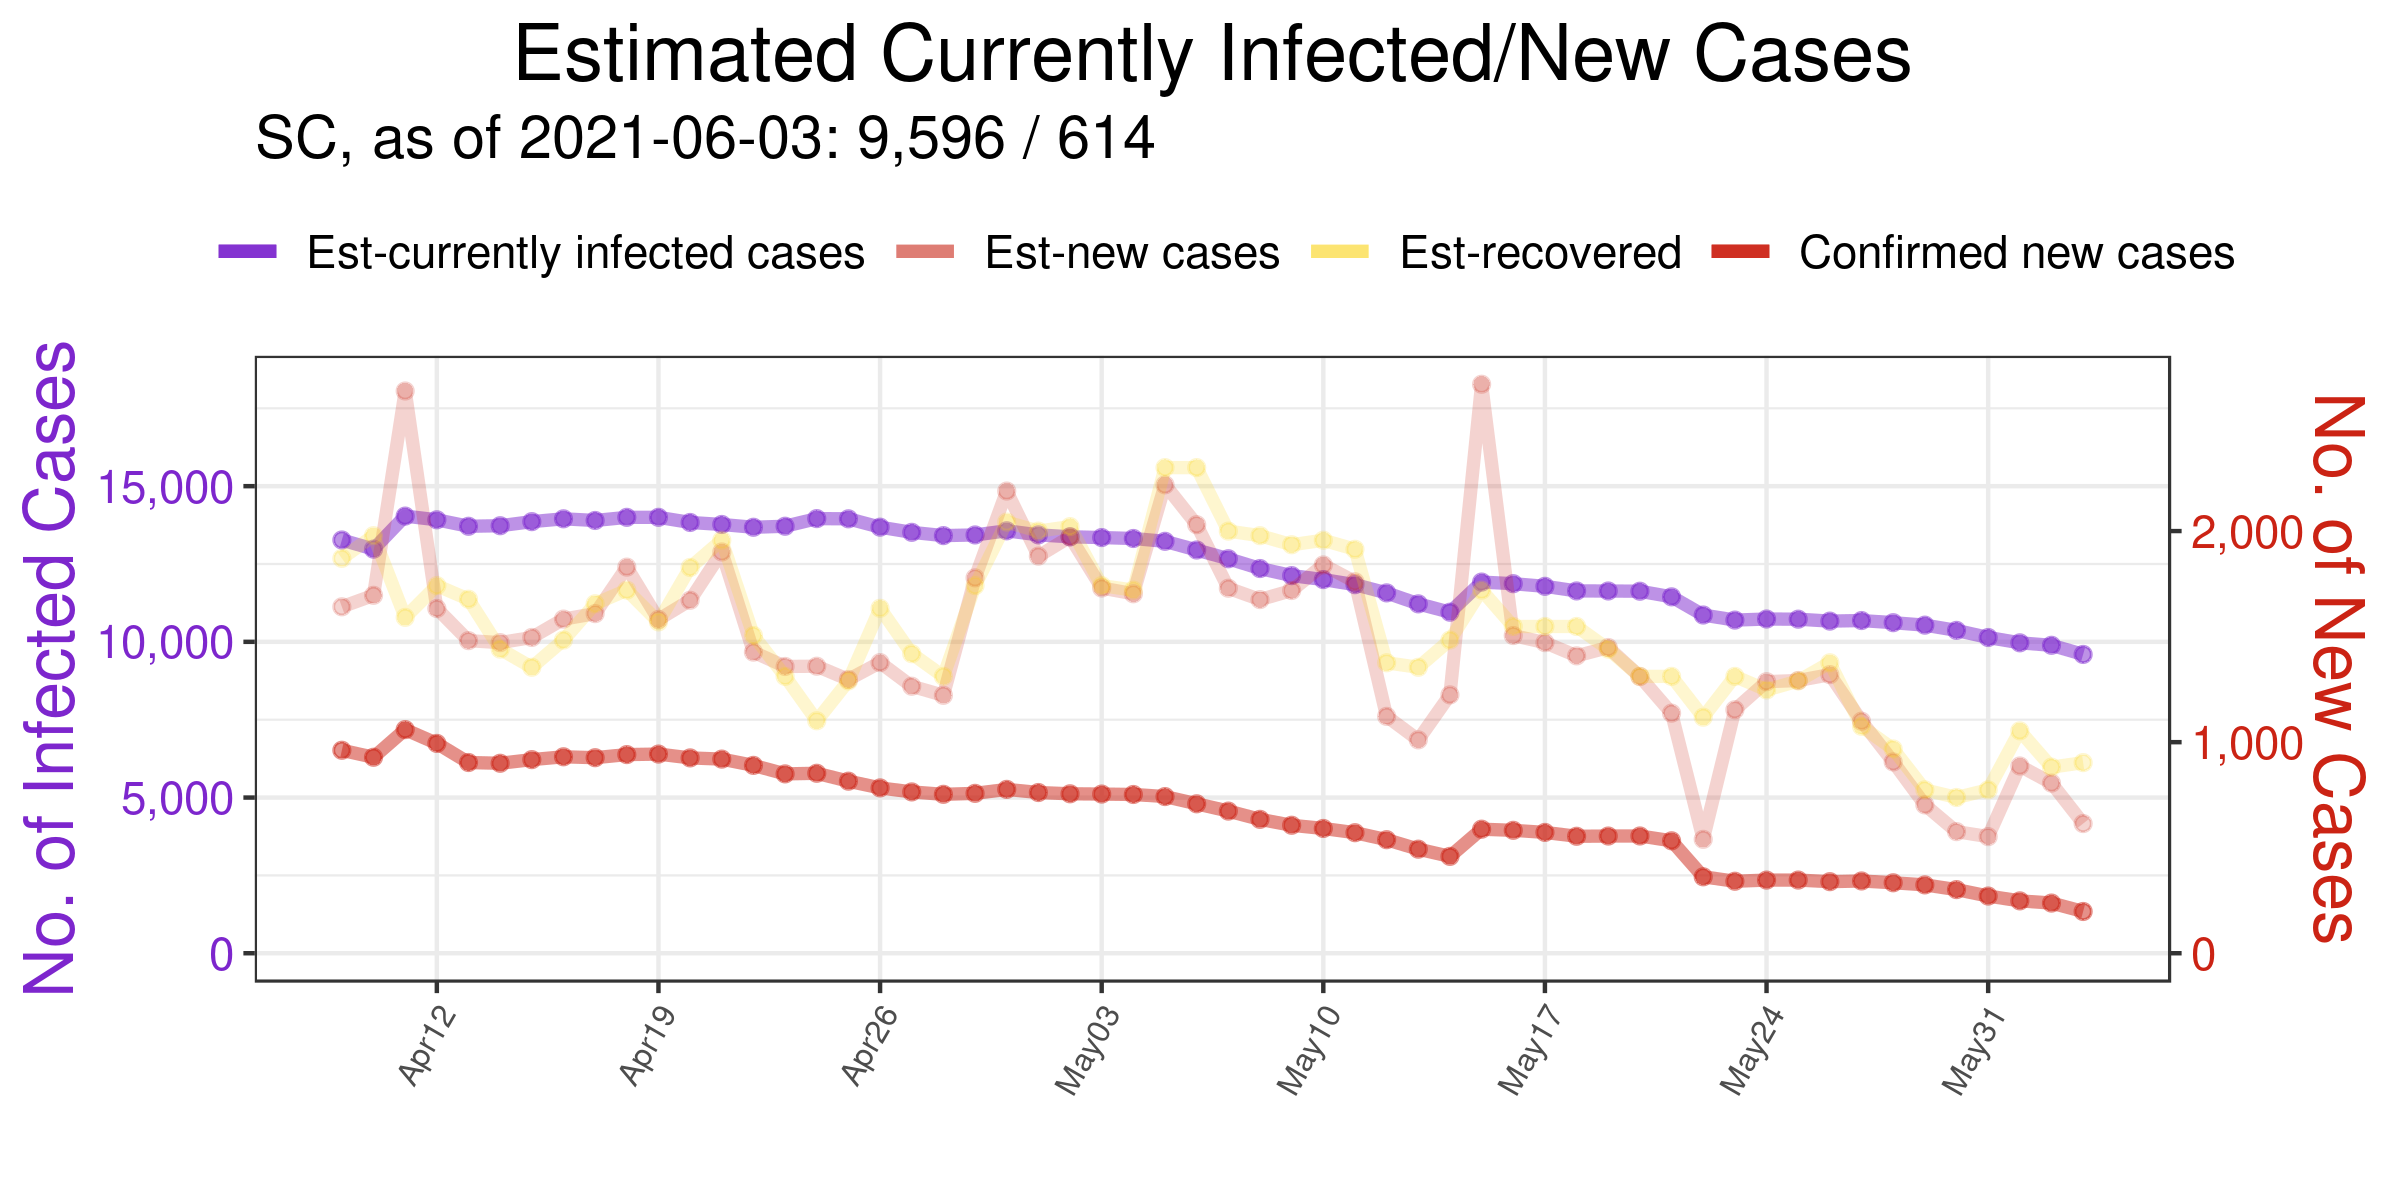 Estimated Currently Infected/New Cases
SC, as of 2021-06-03: 9,596 / 614
Est-currently infected cases Est-new cases Est-recovered Confirmed new cases
No. of Infected Cases
15,000
10,000
5,000
0
2,000
1,000
0
No. of New Cases
Apr12 Apr19 Apr26 May03 May10 May17 May24 May31